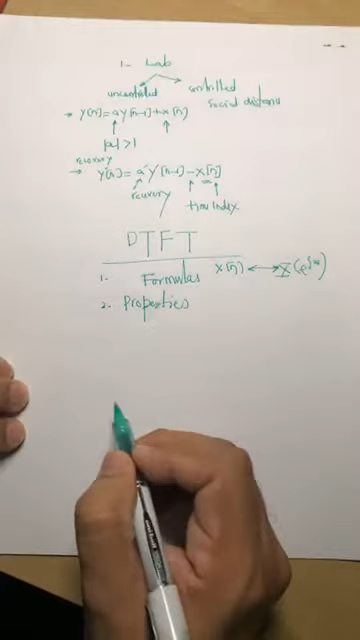 1- Lab
uncontrolled controlled
social distance
→ y[n]=ay[n-1]+x[n]
|a|>1
recovery
→ y[n]= a'y[n-1]-x[n]
recovery time index.
DTFT
1. Formulas x[n] ↔ X(e^jω)
2. Properties